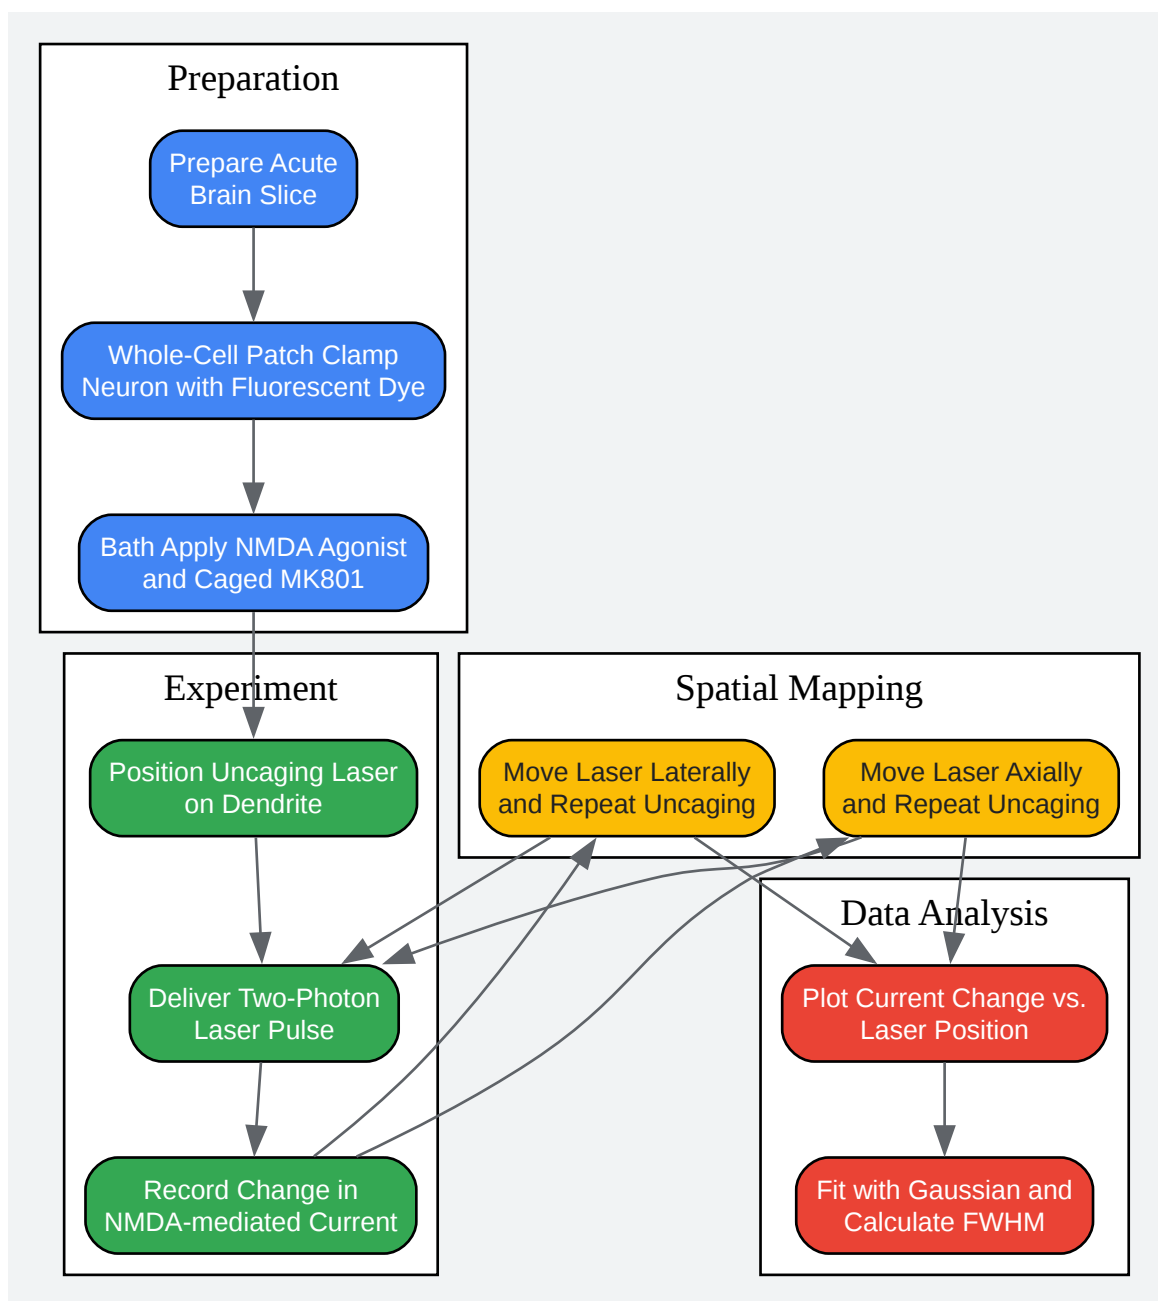 Preparation
Prepare Acute
Brain Slice
Whole-Cell Patch Clamp
Neuron with Fluorescent Dye
Bath Apply NMDA Agonist
and Caged MK801
Experiment
Position Uncaging Laser
on Dendrite
Deliver Two-Photon
Laser Pulse
Record Change in
NMDA-mediated Current
Spatial Mapping
Move Laser Laterally
and Repeat Uncaging
Move Laser Axially
and Repeat Uncaging
Data Analysis
Plot Current Change vs.
Laser Position
Fit with Gaussian and
Calculate FWHM